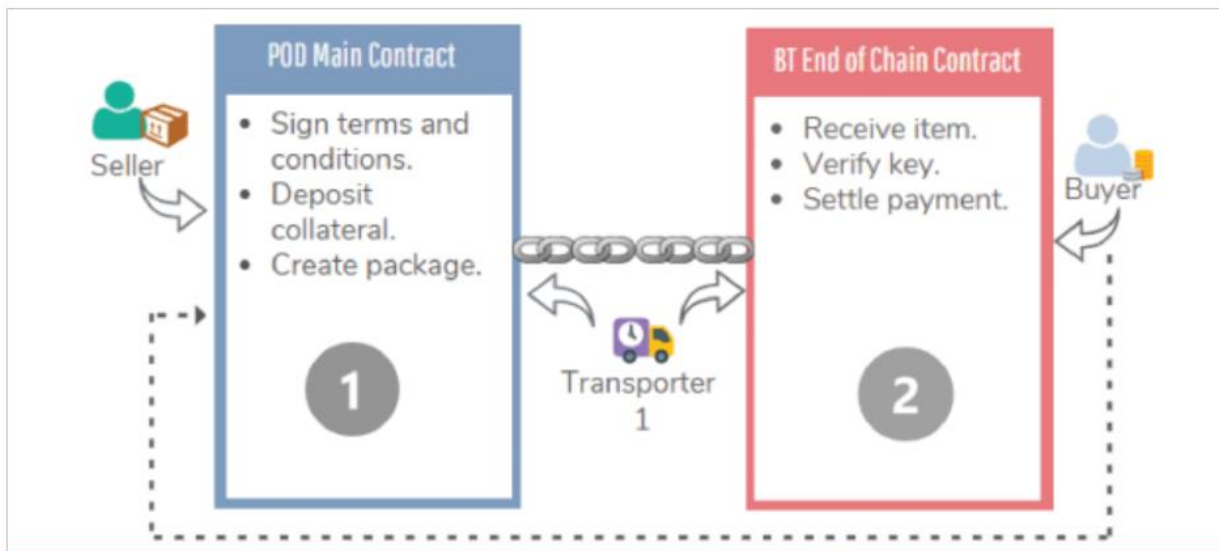 POD Main Contract
• Sign terms and
conditions.
• Deposit
collateral.
• Create package.
1
Seller
Transporter
1
BT End of Chain Contract
• Receive item.
• Verify key.
• Settle payment.
2
Buyer